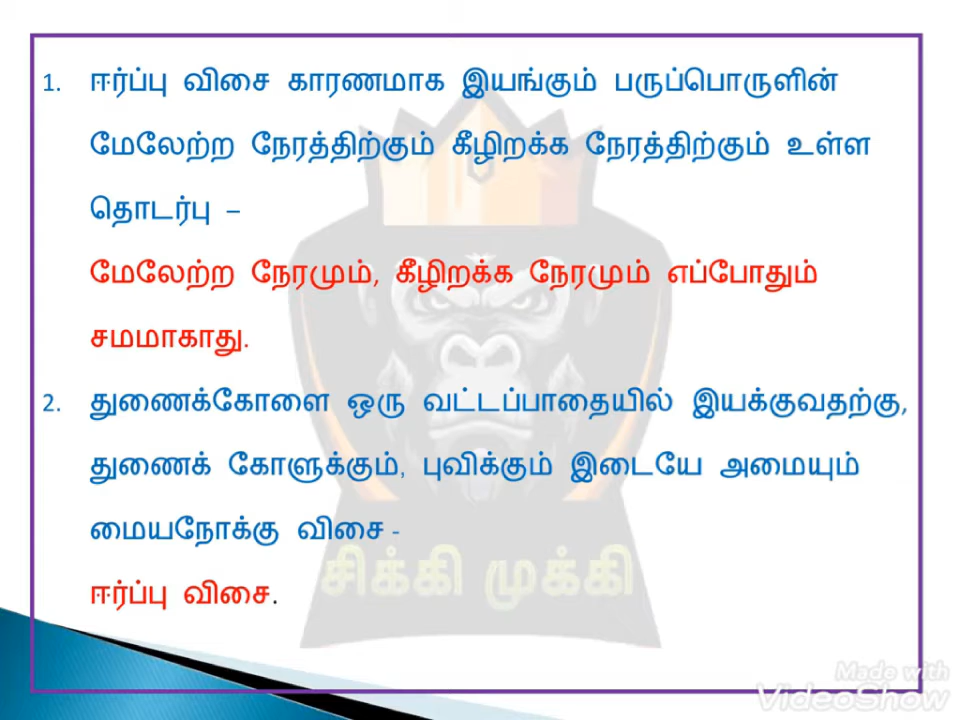 1. ஈர்ப்பு விசை காரணமாக இயங்கும் பருப்பொருளின்
மேலேற்ற நேரத்திற்கும் கீழிறக்க நேரத்திற்கும் உள்ள
தொடர்பு –
மேலேற்ற நேரமும், கீழிறக்க நேரமும் எப்போதும்
சமமாகாது.
2. துணைக்கோளை ஒரு வட்டப்பாதையில் இயக்குவதற்கு,
துணைக் கோளுக்கும், புவிக்கும் இடையே அமையும்
மையநோக்கு விசை -
சிக்கி முக்கி
ஈர்ப்பு விசை.
Made with
VideoShow